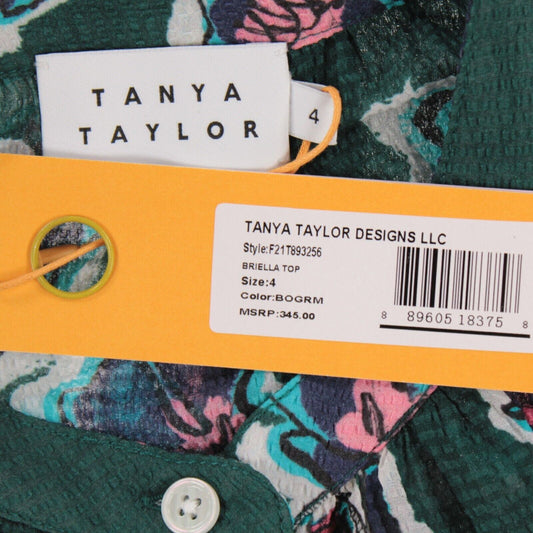 TANYA
TAYLOR
4
TANYA TAYLOR DESIGNS LLC
Style:F21T893256
BRIELLA TOP
Size:4
Color:BOGRM
MSRP:345.00
8 89605 18375 8